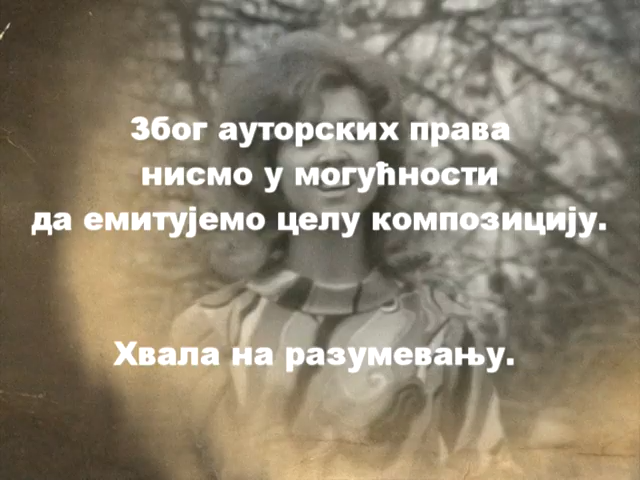 Због ауторских права
нисмо у могућности
да емитујемо целу композицију.
Хвала на разумевању.